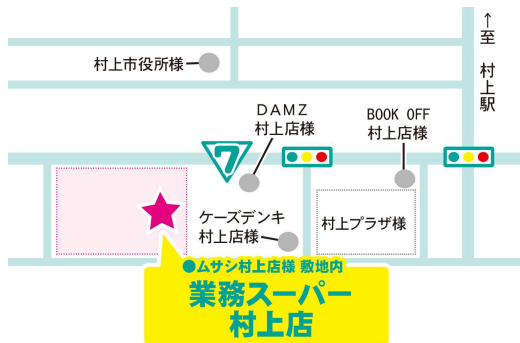 ↑至 村上駅
村上市役所様
DAMZ
村上店様
BOOK OFF
村上店様
7
ケーズデンキ
村上店様
村上プラザ様
●ムサシ村上店様 敷地内
業務スーパー
村上店